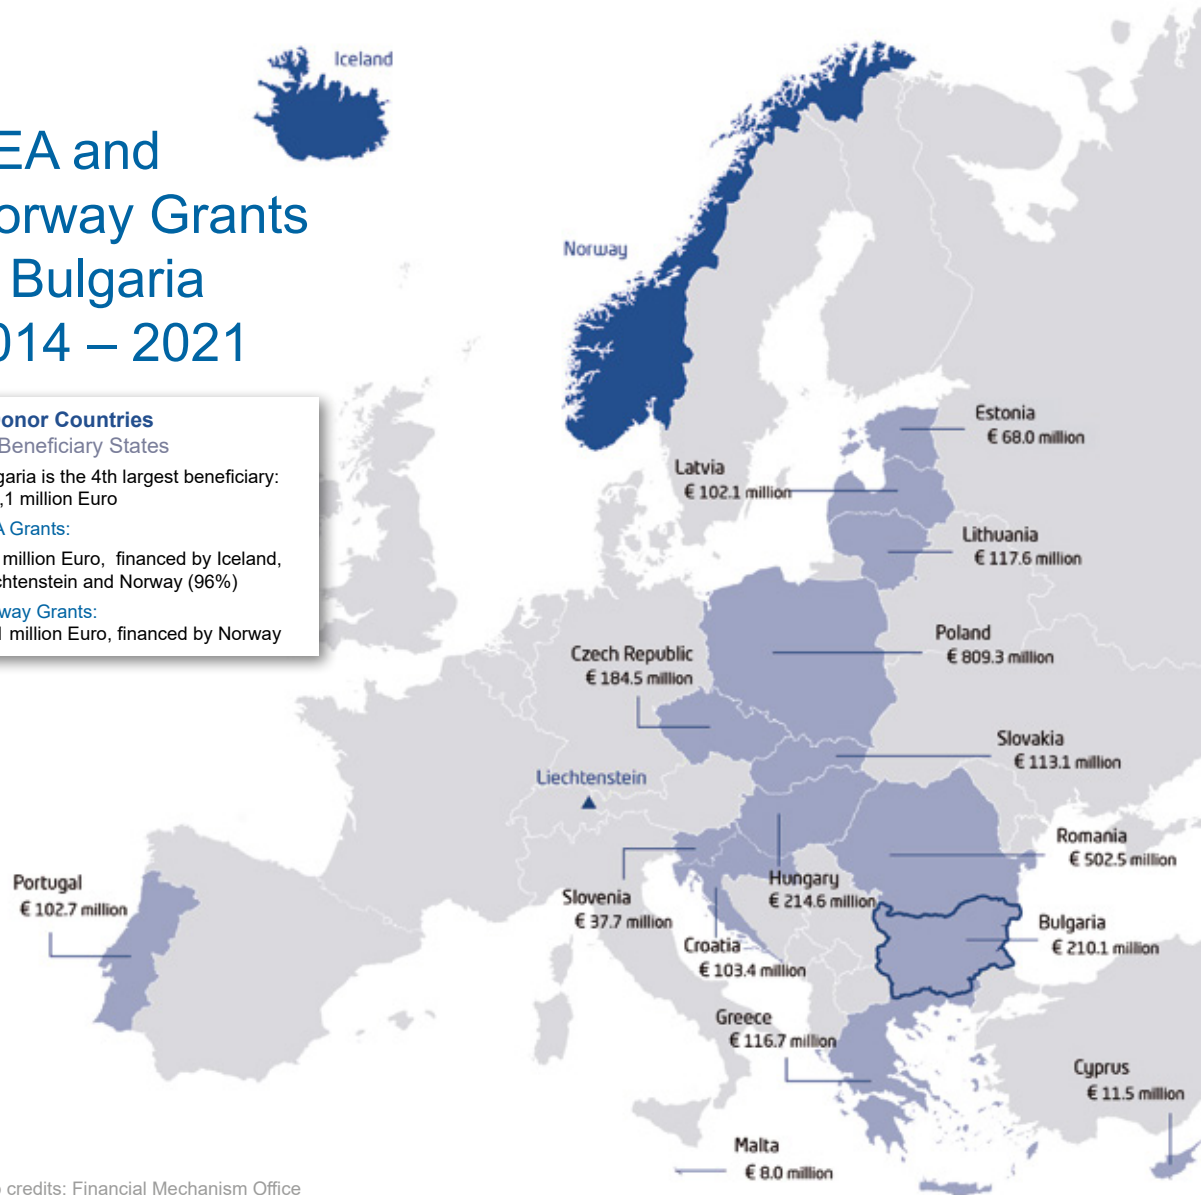 EA and
orway Grants
Bulgaria
014 – 2021
onor Countries
Beneficiary States
garia is the 4th largest beneficiary:
,1 million Euro
A Grants:
million Euro, financed by Iceland,
chtenstein and Norway (96%)
way Grants:
million Euro, financed by Norway
Iceland
Norway
Estonia
€ 68.0 million
Latvia
€ 102.1 million
Lithuania
€ 117.6 million
Poland
€ 809.3 million
Czech Republic
€ 184.5 million
Slovakia
€ 113.1 million
Liechtenstein
Romania
€ 502.5 million
Hungary
€ 214.6 million
Portugal
€ 102.7 million
Slovenia
€ 37.7 million
Bulgaria
€ 210.1 million
Croatia
€ 103.4 million
Greece
€ 116.7 million
Cyprus
€ 11.5 million
Malta
€ 8.0 million
credits: Financial Mechanism Office